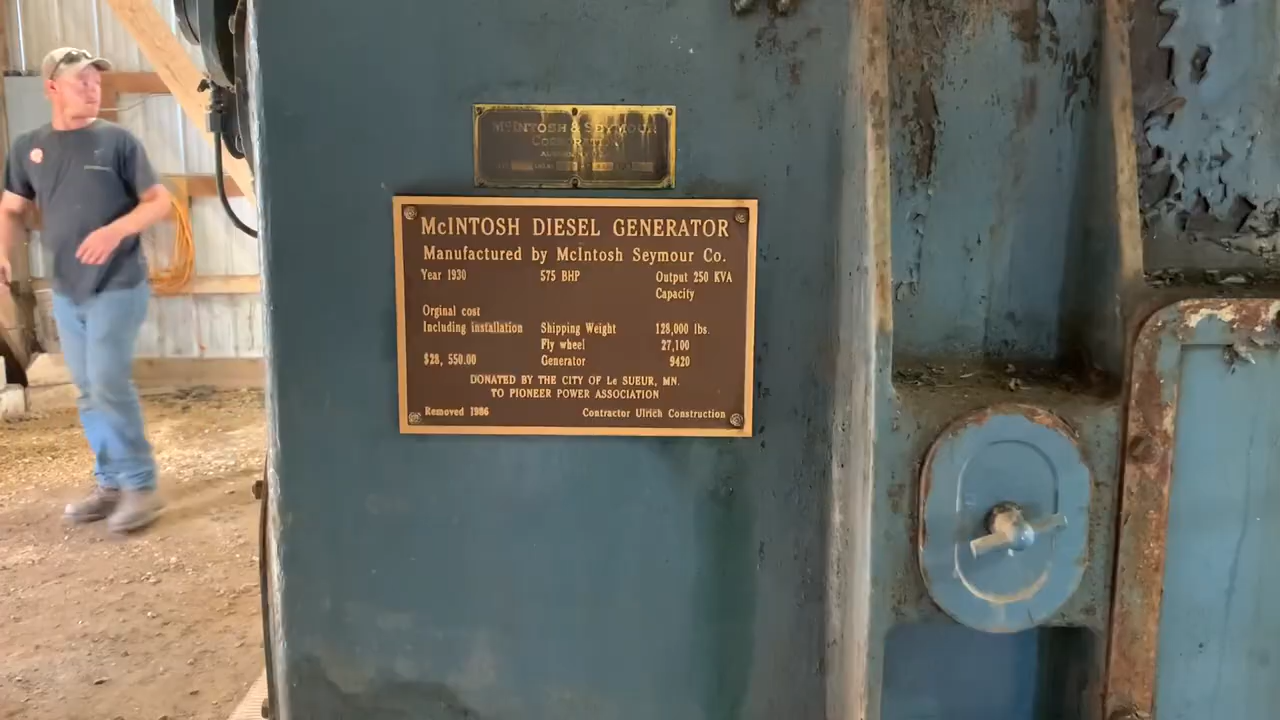 McINTOSH & SEYMOUR
CORPORATION
McINTOSH DIESEL GENERATOR
Manufactured by McIntosh Seymour Co.
Year 1930 575 BHP Output 250 KVA
Capacity
Orginal cost
Including installation Shipping Weight 128,000 lbs.
Fly wheel 27,100
$28, 550.00 Generator 9420
DONATED BY THE CITY OF Le SUEUR, MN.
TO PIONEER POWER ASSOCIATION
Removed 1986 Contractor Ulrich Construction